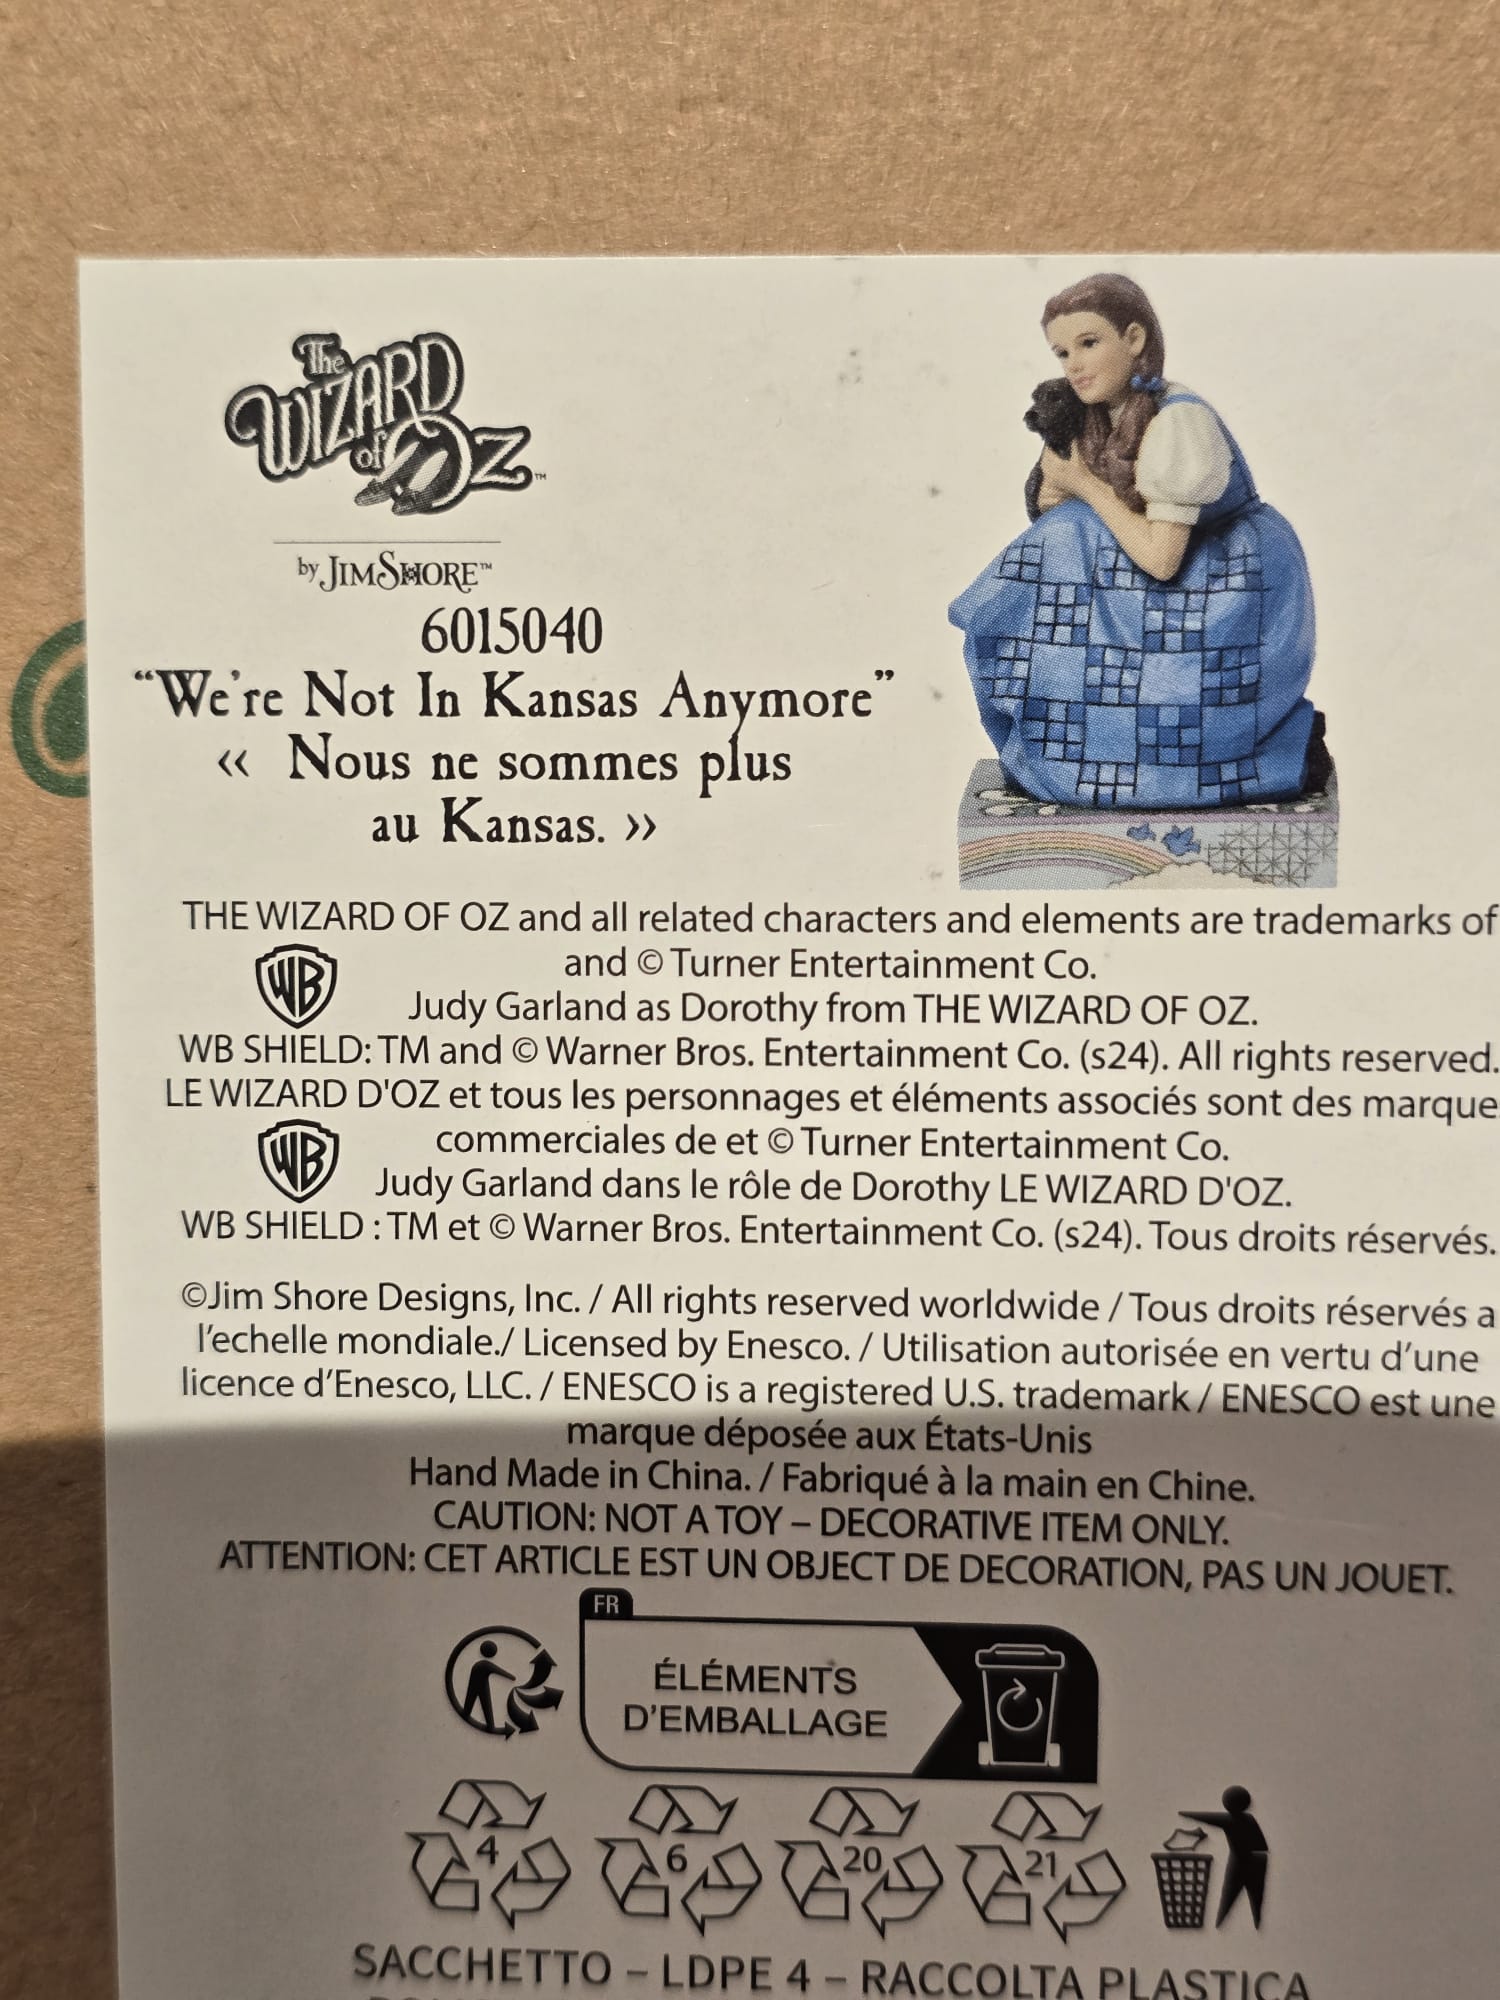 The
WIZARD
of OZ™
by JIM SHORE™
6015040
“We're Not In Kansas Anymore”
‹‹ Nous ne sommes plus
au Kansas. ››
THE WIZARD OF OZ and all related characters and elements are trademarks of
WB and © Turner Entertainment Co.
Judy Garland as Dorothy from THE WIZARD OF OZ.
WB SHIELD: TM and © Warner Bros. Entertainment Co. (s24). All rights reserved.
LE WIZARD D'OZ et tous les personnages et éléments associés sont des marque
WB commerciales de et © Turner Entertainment Co.
Judy Garland dans le rôle de Dorothy LE WIZARD D'OZ.
WB SHIELD : TM et © Warner Bros. Entertainment Co. (s24). Tous droits réservés.
©Jim Shore Designs, Inc. / All rights reserved worldwide / Tous droits réservés a
l’echelle mondiale./ Licensed by Enesco. / Utilisation autorisée en vertu d’une
licence d’Enesco, LLC. / ENESCO is a registered U.S. trademark / ENESCO est une
marque déposée aux États-Unis
Hand Made in China. / Fabriqué à la main en Chine.
CAUTION: NOT A TOY – DECORATIVE ITEM ONLY.
ATTENTION: CET ARTICLE EST UN OBJECT DE DECORATION, PAS UN JOUET.
FR
ÉLÉMENTS
D’EMBALLAGE
4 6 20 21
SACCHETTO – LDPE 4 – RACCOLTA PLASTICA